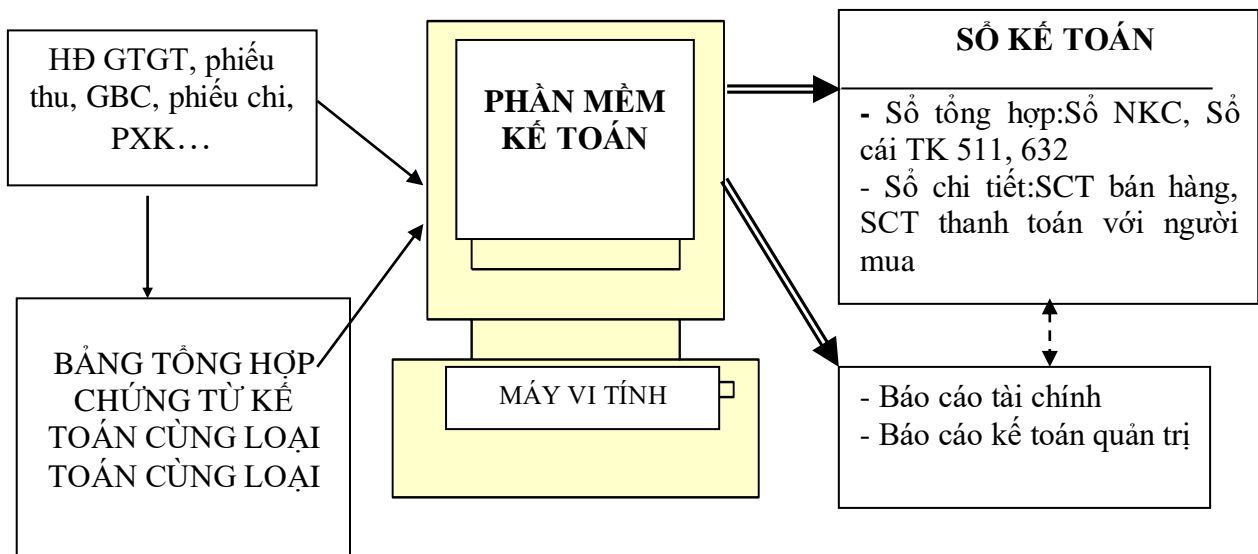 HĐ GTGT, phiếu
thu, GBC, phiếu chi,
PXK…
BẢNG TỔNG HỢP
CHỨNG TỪ KẾ
TOÁN CÙNG LOẠI
TOÁN CÙNG LOẠI
PHẦN MỀM
KẾ TOÁN
MÁY VI TÍNH
SỔ KẾ TOÁN
- Sổ tổng hợp:Sổ NKC, Sổ
cái TK 511, 632
- Sổ chi tiết:SCT bán hàng,
SCT thanh toán với người
mua
- Báo cáo tài chính
- Báo cáo kế toán quản trị